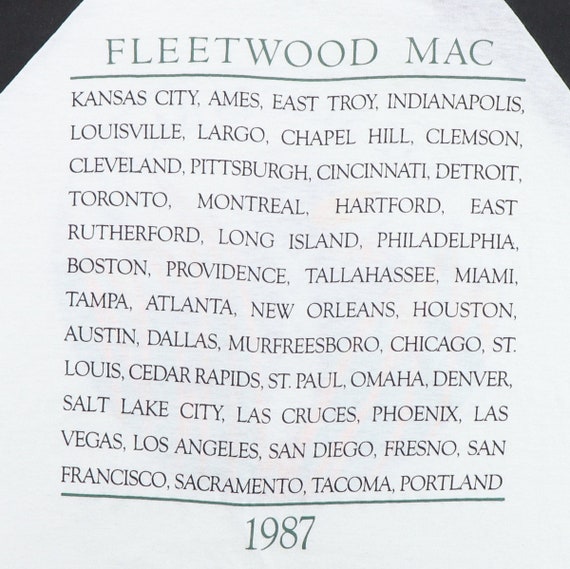 FLEETWOOD MAC
KANSAS CITY, AMES, EAST TROY, INDIANAPOLIS,
LOUISVILLE, LARGO, CHAPEL HILL, CLEMSON,
CLEVELAND, PITTSBURGH, CINCINNATI, DETROIT,
TORONTO, MONTREAL, HARTFORD, EAST
RUTHERFORD, LONG ISLAND, PHILADELPHIA,
BOSTON, PROVIDENCE, TALLAHASSEE, MIAMI,
TAMPA, ATLANTA, NEW ORLEANS, HOUSTON,
AUSTIN, DALLAS, MURFREESBORO, CHICAGO, ST.
LOUIS, CEDAR RAPIDS, ST. PAUL, OMAHA, DENVER,
SALT LAKE CITY, LAS CRUCES, PHOENIX, LAS
VEGAS, LOS ANGELES, SAN DIEGO, FRESNO, SAN
FRANCISCO, SACRAMENTO, TACOMA, PORTLAND
1987